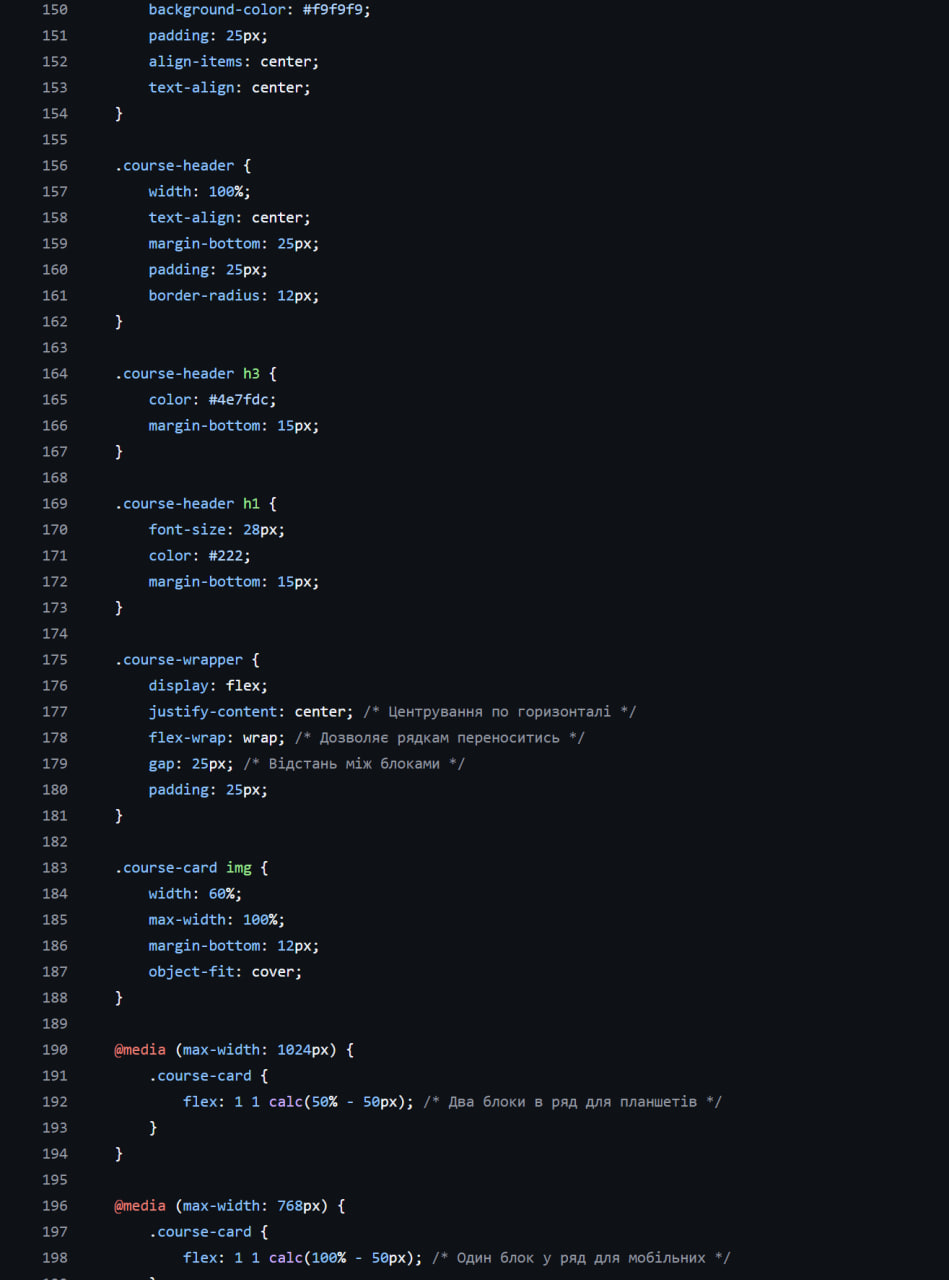 150 background-color: #f9f9f9;
151 padding: 25px;
152 align-items: center;
153 text-align: center;
154 }
155
156 .course-header {
157 width: 100%;
158 text-align: center;
159 margin-bottom: 25px;
160 padding: 25px;
161 border-radius: 12px;
162 }
163
164 .course-header h3 {
165 color: #4e7fdc;
166 margin-bottom: 15px;
167 }
168
169 .course-header h1 {
170 font-size: 28px;
171 color: #222;
172 margin-bottom: 15px;
173 }
174
175 .course-wrapper {
176 display: flex;
177 justify-content: center; /* Центрування по горизонталі */
178 flex-wrap: wrap; /* Дозволяє рядкам переноситись */
179 gap: 25px; /* Відстань між блоками */
180 padding: 25px;
181 }
182
183 .course-card img {
184 width: 60%;
185 max-width: 100%;
186 margin-bottom: 12px;
187 object-fit: cover;
188 }
189
190 @media (max-width: 1024px) {
191 .course-card {
192 flex: 1 1 calc(50% - 50px); /* Два блоки в ряд для планшетів */
193 }
194 }
195
196 @media (max-width: 768px) {
197 .course-card {
198 flex: 1 1 calc(100% - 50px); /* Один блок у ряд для мобільних */